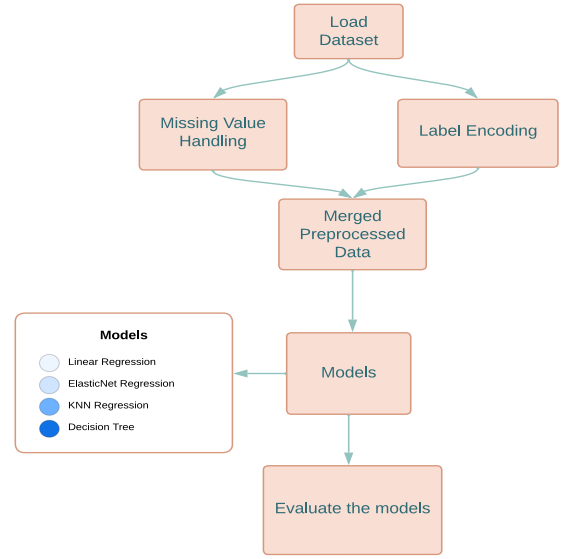 Load
Dataset
Missing Value
Handling
Label Encoding
Merged
Preprocessed
Data
Models
Linear Regression
ElasticNet Regression
KNN Regression
Decision Tree
Models
Evaluate the models